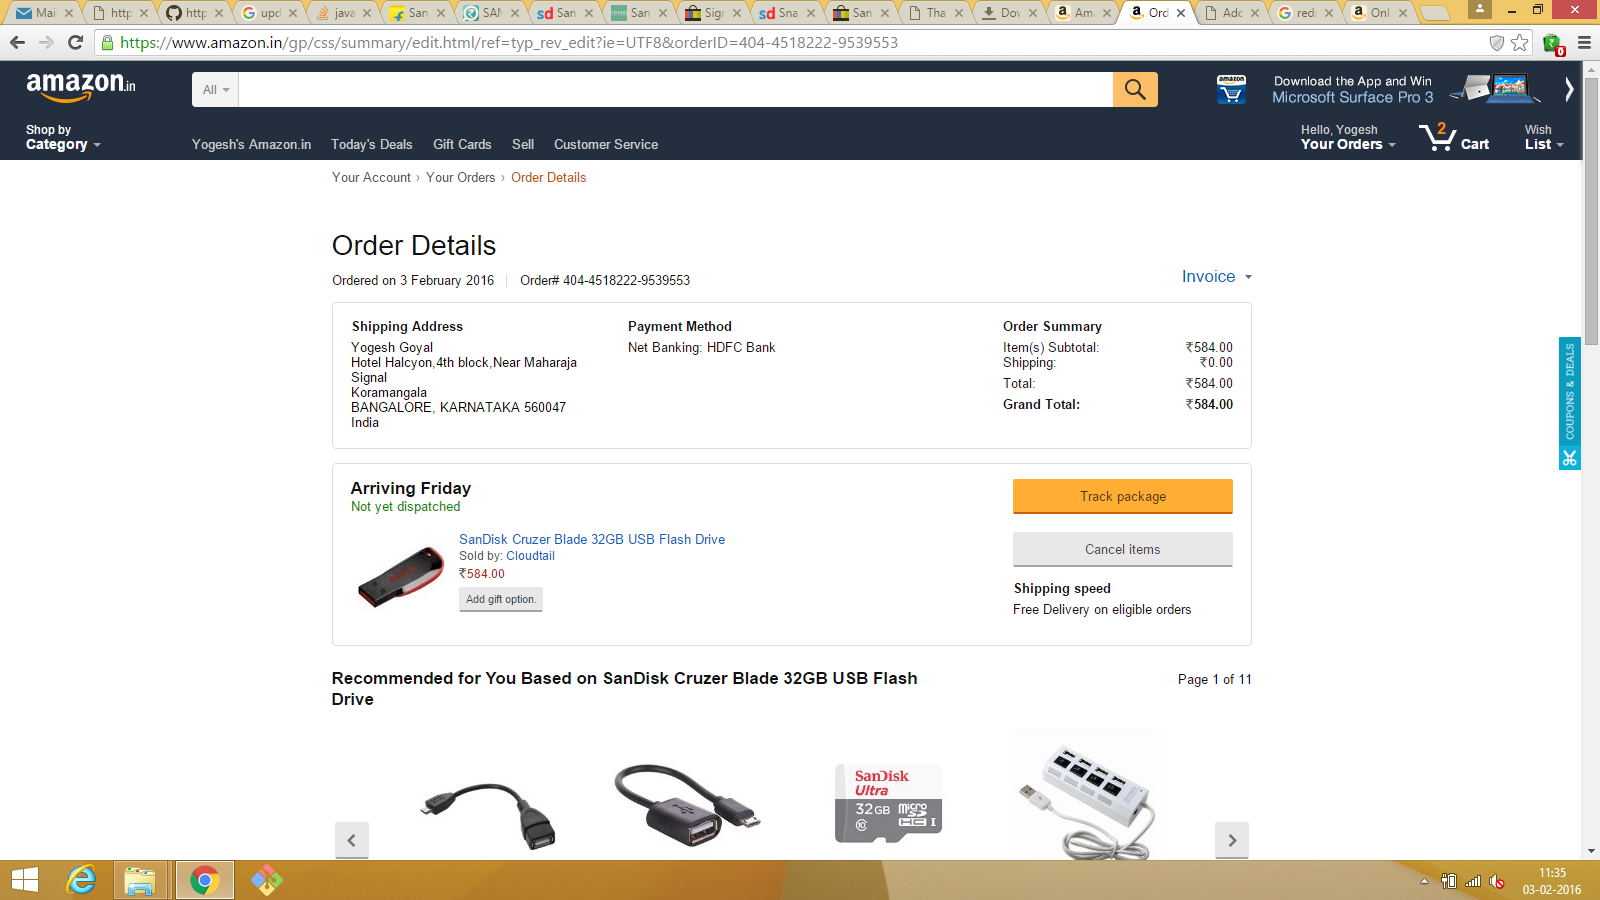 Mai
http
http
upd
java
San
SAN
sd San
San
Sign
sd Sna
San
Tha
Dov
Ama
Ord
Adc
redi
Onl
https://www.amazon.in/gp/css/summary/edit.html/ref=typ_rev_edit?ie=UTF8&orderID=404-4518222-9539553
0
amazon.in
All
amazon
Download the App and Win
Microsoft Surface Pro 3
Shop by
Category
Yogesh's Amazon.in Today's Deals Gift Cards Sell Customer Service
Hello, Yogesh
Your Orders
2
Cart
Wish
List
Your Account › Your Orders › Order Details
Order Details
Ordered on 3 February 2016 Order# 404-4518222-9539553
Invoice
Shipping Address
Yogesh Goyal
Hotel Halcyon,4th block,Near Maharaja
Signal
Koramangala
BANGALORE, KARNATAKA 560047
India
Payment Method
Net Banking: HDFC Bank
Order Summary
Item(s) Subtotal: ₹584.00
Shipping: ₹0.00
Total: ₹584.00
Grand Total: ₹584.00
COUPONS & DEALS
Arriving Friday
Not yet dispatched
SanDisk Cruzer Blade 32GB USB Flash Drive
Sold by: Cloudtail
₹584.00
Add gift option.
Track package
Cancel items
Shipping speed
Free Delivery on eligible orders
Recommended for You Based on SanDisk Cruzer Blade 32GB USB Flash
Drive
Page 1 of 11
SanDisk
Ultra
32GB micro
SD
HC I
10
11:35
03-02-2016